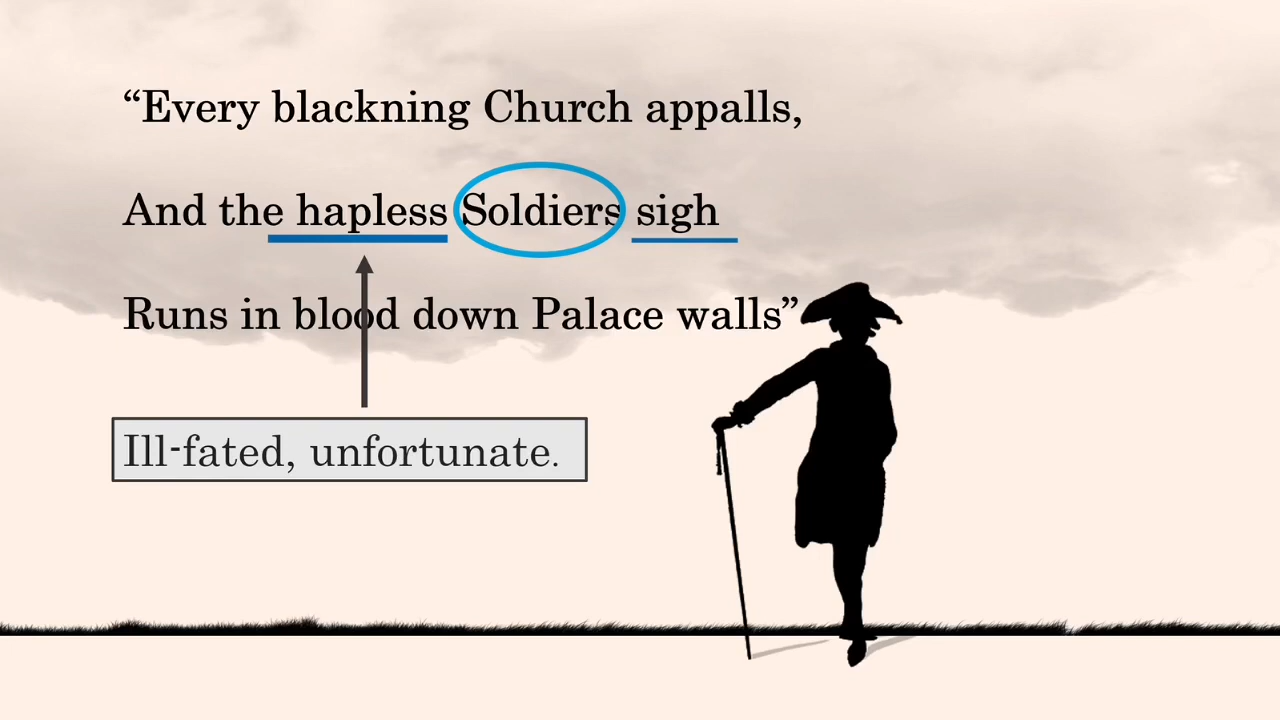 “Every blackning Church appalls,
And the hapless Soldiers sigh
Runs in blood down Palace walls”
Ill-fated, unfortunate.